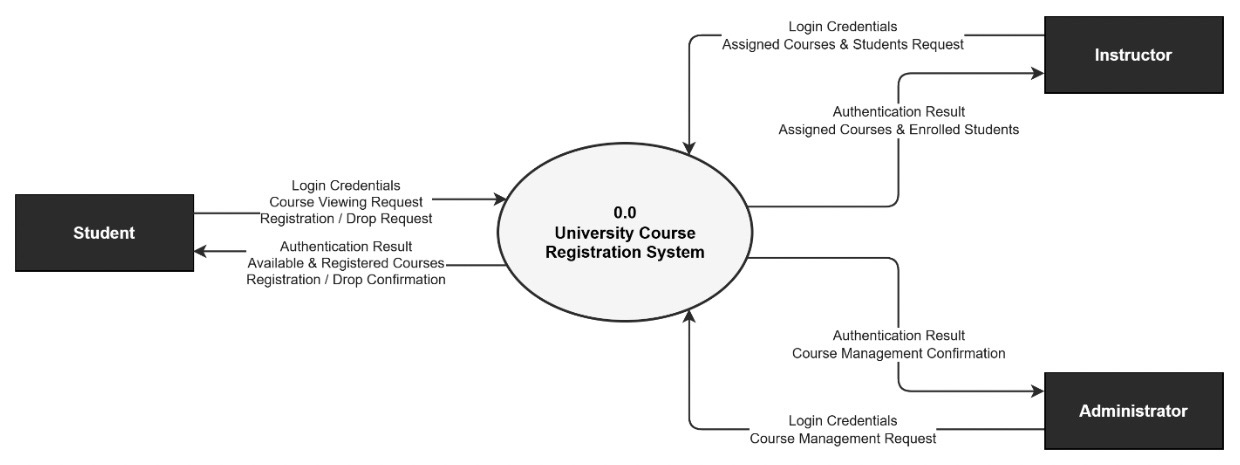 Login Credentials
Assigned Courses & Students Request
Instructor
Authentication Result
Assigned Courses & Enrolled Students
Login Credentials
Course Viewing Request
Registration / Drop Request
Student
Authentication Result
Available & Registered Courses
Registration / Drop Confirmation
0.0
University Course
Registration System
Authentication Result
Course Management Confirmation
Administrator
Login Credentials
Course Management Request